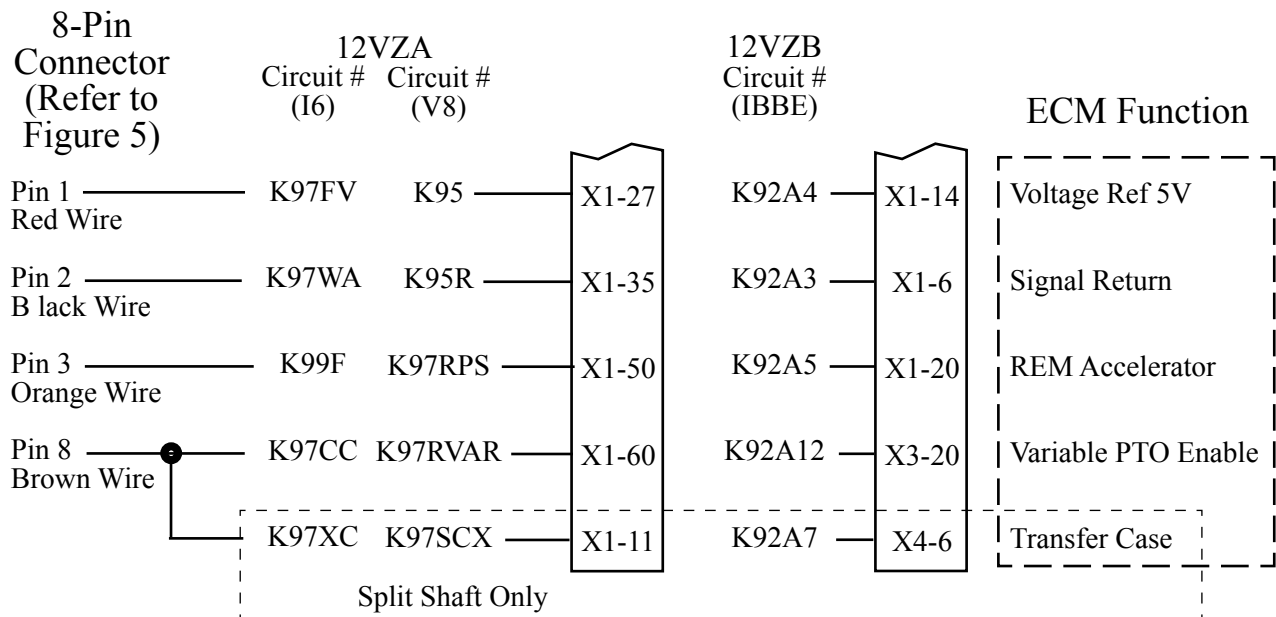 8-Pin
Connector
(Refer to
Figure 5)
12VZA
Circuit # Circuit #
(I6) (V8)
12VZB
Circuit #
(IBBE)
ECM Function
Pin 1 K97FV K95 X1-27 K92A4 X1-14 Voltage Ref 5V
Red Wire
Pin 2 K97WA K95R X1-35 K92A3 X1-6 Signal Return
B lack Wire
Pin 3 K99F K97RPS X1-50 K92A5 X1-20 REM Accelerator
Orange Wire
Pin 8 K97CC K97RVAR X1-60 K92A12 X3-20 Variable PTO Enable
Brown Wire
K97XC K97SCX X1-11 K92A7 X4-6 Transfer Case
Split Shaft Only